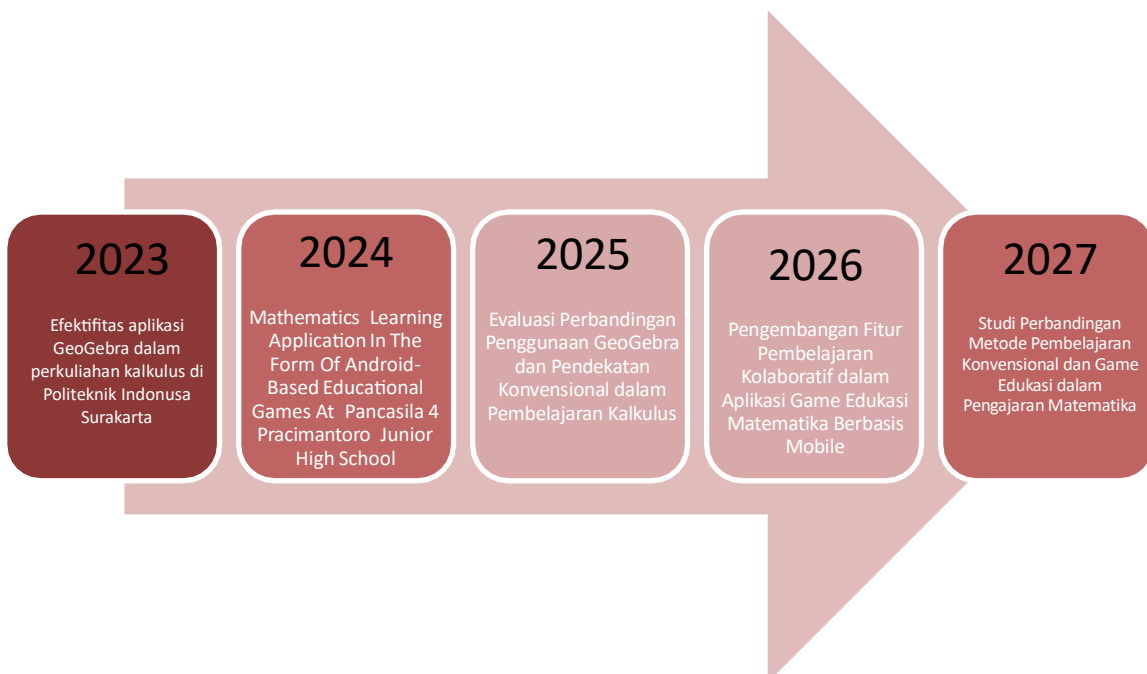 2023
Efektifitas aplikasi
GeoGebra dalam
perkuliahan kalkulus di
Politeknik Indonusa
Surakarta
2024
Mathematics Learning
Application In The
Form Of Android-
Based Educational
Games At Pancasila 4
Pracimantoro Junior
High School
2025
Evaluasi Perbandingan
Penggunaan GeoGebra
dan Pendekatan
Konvensional dalam
Pembelajaran Kalkulus
2026
Pengembangan Fitur
Pembelajaran
Kolaboratif dalam
Aplikasi Game Edukasi
Matematika Berbasis
Mobile
2027
Studi Perbandingan
Metode Pembelajaran
Konvensional dan Game
Edukasi dalam
Pengajaran Matematika